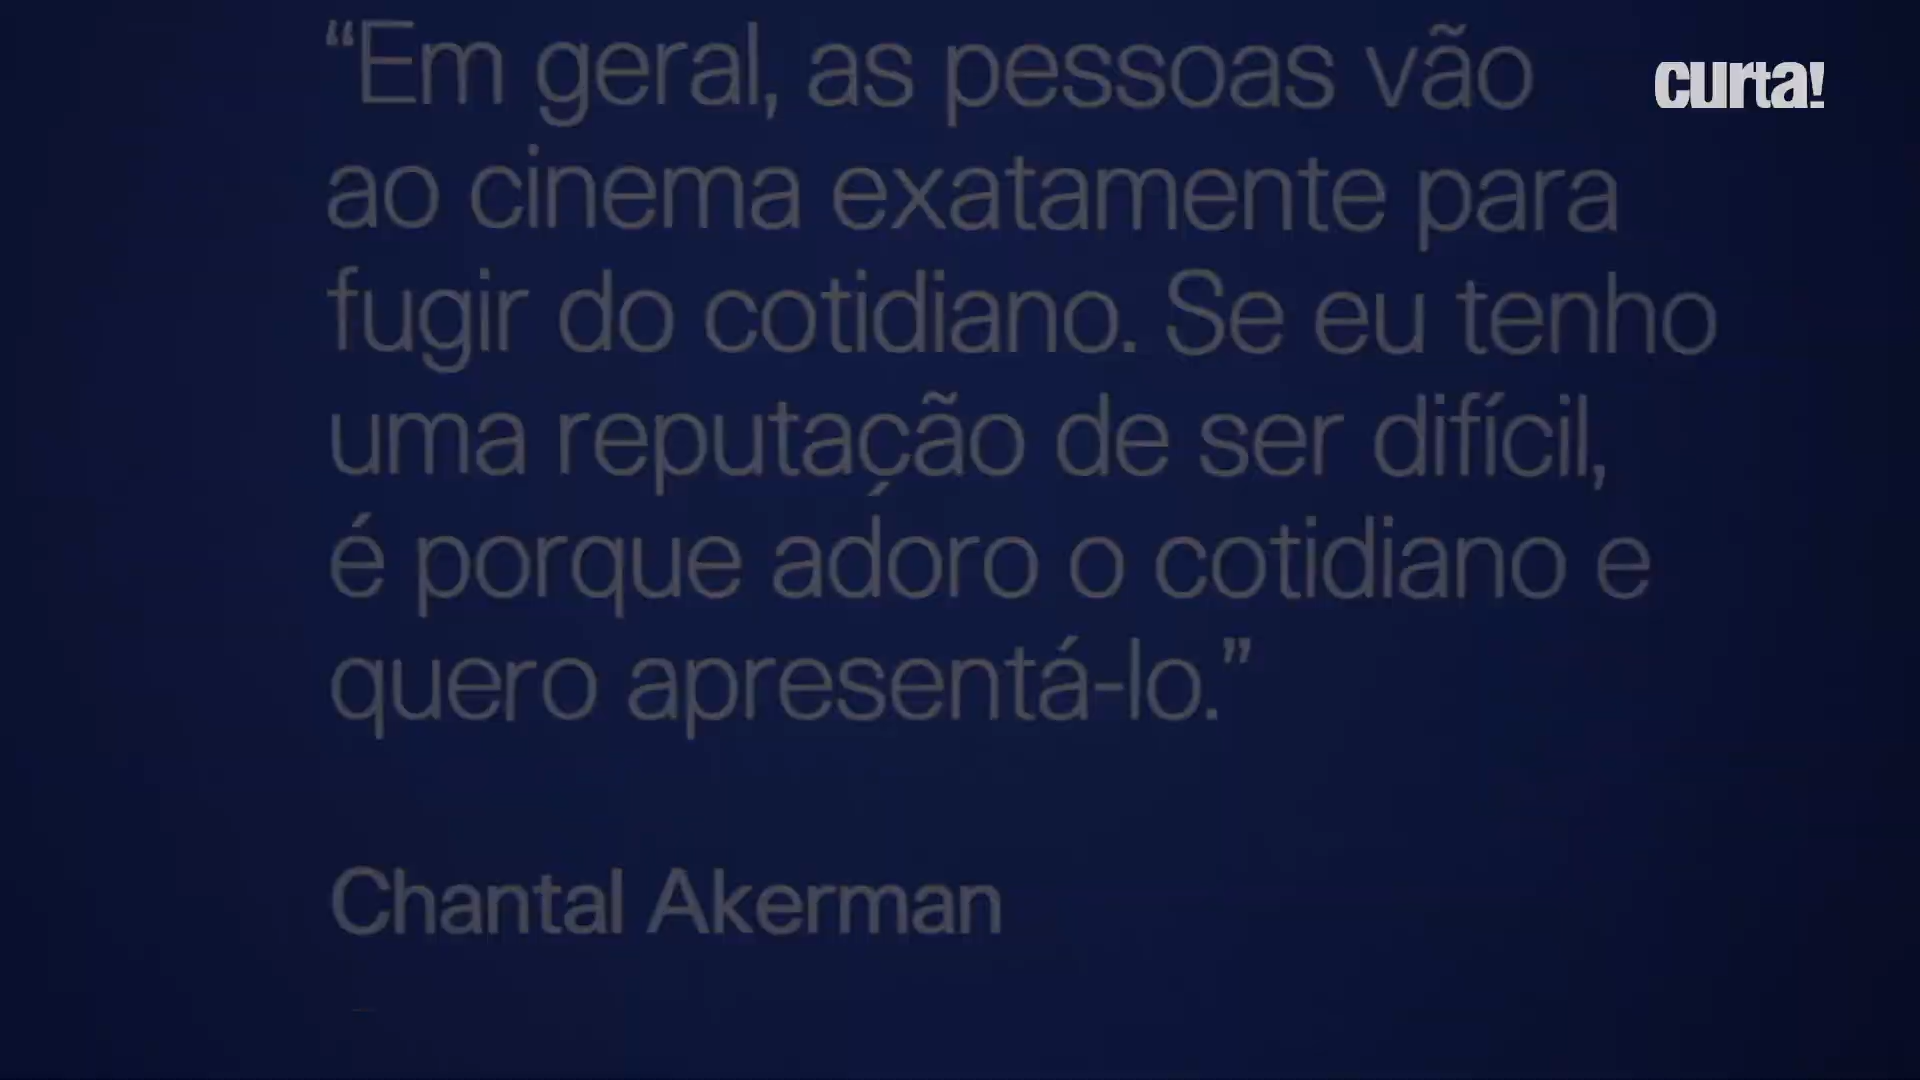 “Em geral, as pessoas vão
curta!
ao cinema exatamente para
fugir do cotidiano. Se eu tenho
uma reputação de ser difícil,
é porque adoro o cotidiano e
quero apresentá-lo.”
Chantal Akerman